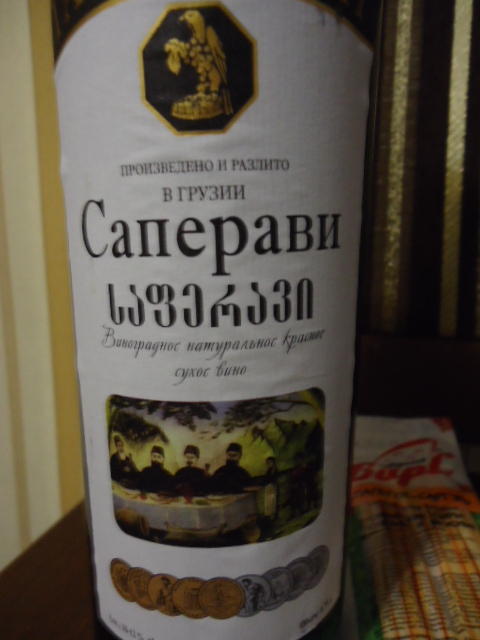 ПРОИЗВЕДЕНО И РАЗЛИТО
В ГРУЗИИ
Саперави
საფერავი
Виноградное натуральное красное
сухое вино